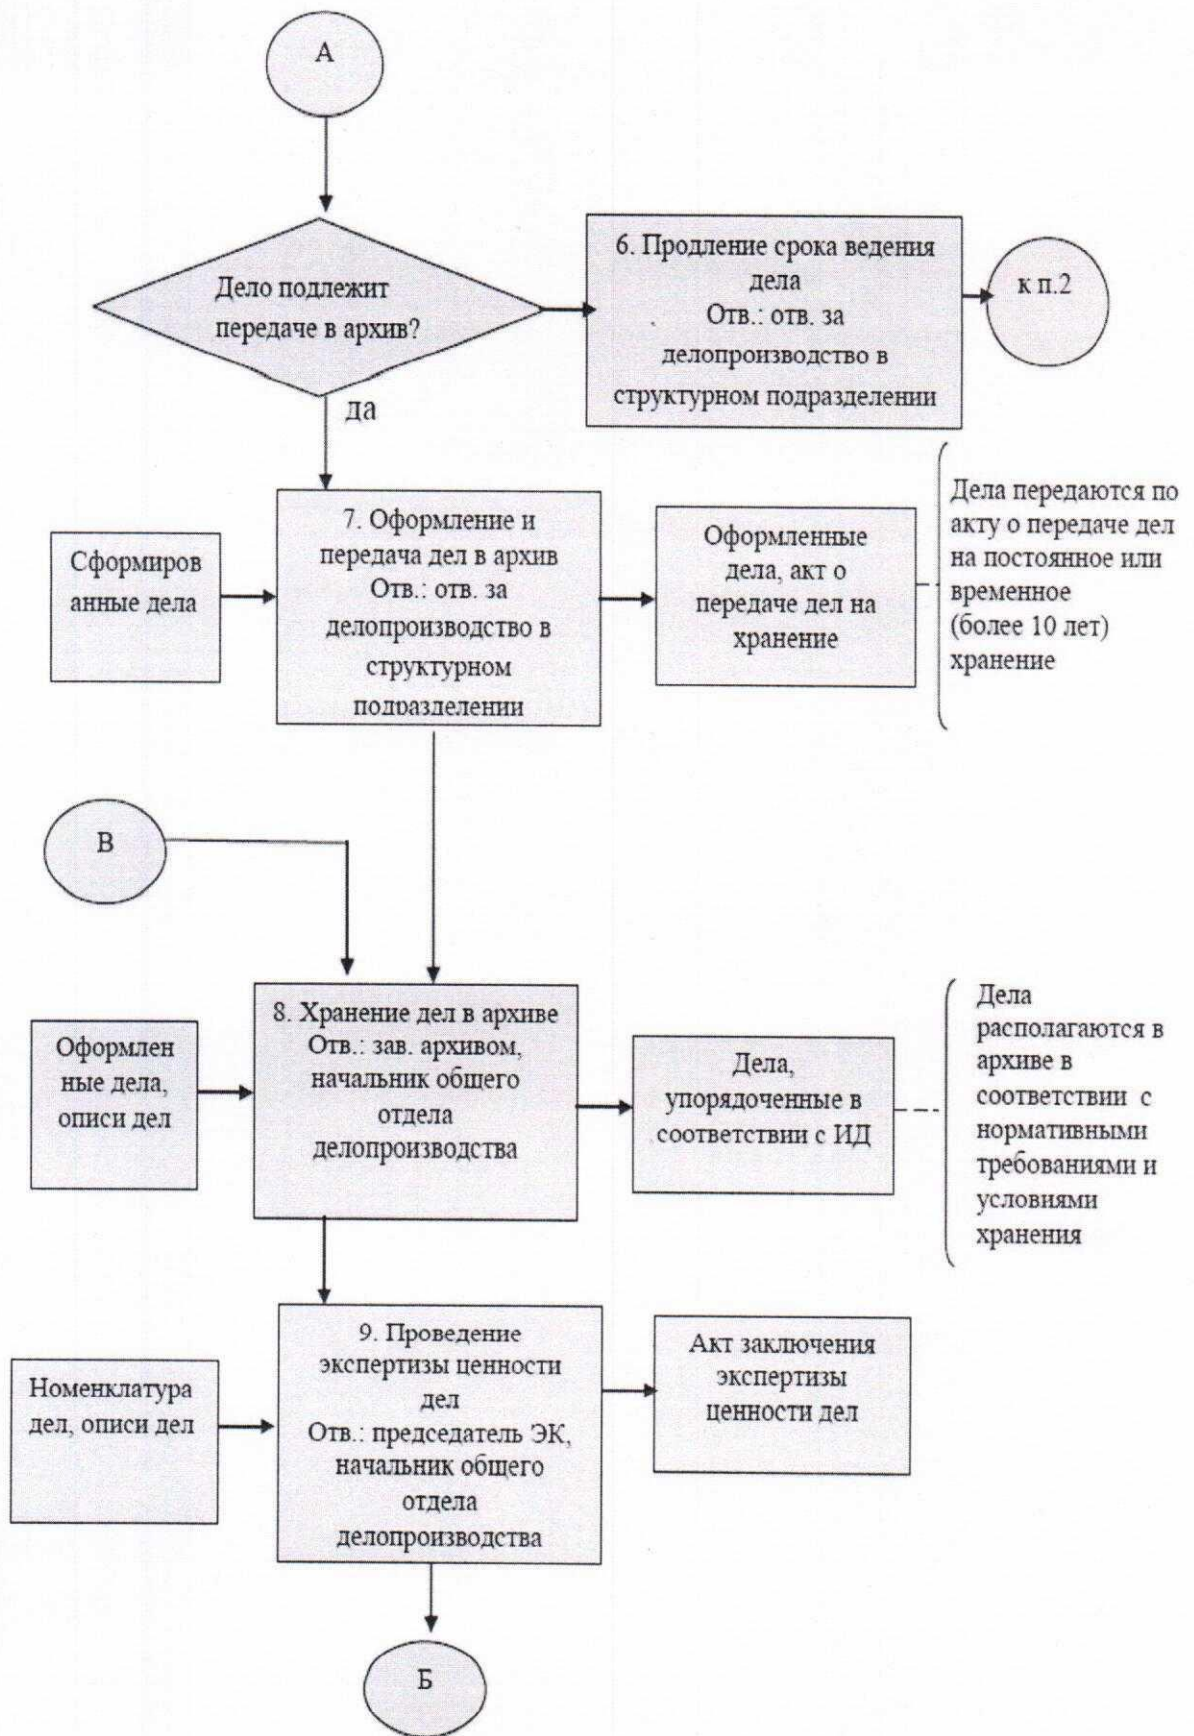 А
Дело подлежит
передаче в архив?
6. Продление срока ведения
дела
Отв.: отв. за
делопроизводство в
структурном подразделении
к п.2
да
Сформиров
анные дела
7. Оформление и
передача дел в архив
Отв.: отв. за
делопроизводство в
структурном
подразделении
Оформленные
дела, акт о
передаче дел на
хранение
Дела передаются по
акту о передаче дел
на постоянное или
временное
(более 10 лет)
хранение
В
Оформлен
ные дела,
описи дел
8. Хранение дел в архиве
Отв.: зав. архивом,
начальник общего
отдела
делопроизводства
Дела,
упорядоченные в
соответствии с ИД
Дела
располагаются в
архиве в
соответствии с
нормативными
требованиями и
условиями
хранения
Номенклатура
дел, описи дел
9. Проведение
экспертизы ценности
дел
Отв.: председатель ЭК,
начальник общего
отдела
делопроизводства
Акт заключения
экспертизы
ценности дел
Б